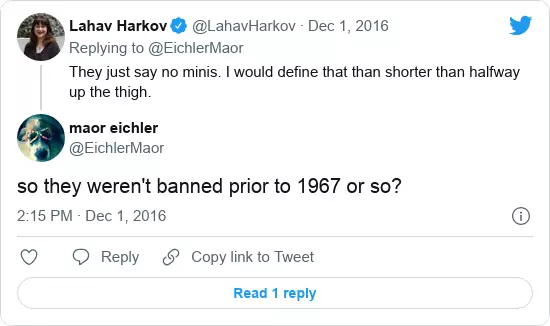 Lahav Harkov @LahavHarkov · Dec 1, 2016
Replying to @EichlerMaor
They just say no minis. I would define that than shorter than halfway
up the thigh.
maor eichler
@EichlerMaor
so they weren't banned prior to 1967 or so?
2:15 PM · Dec 1, 2016
Reply Copy link to Tweet
Read 1 reply